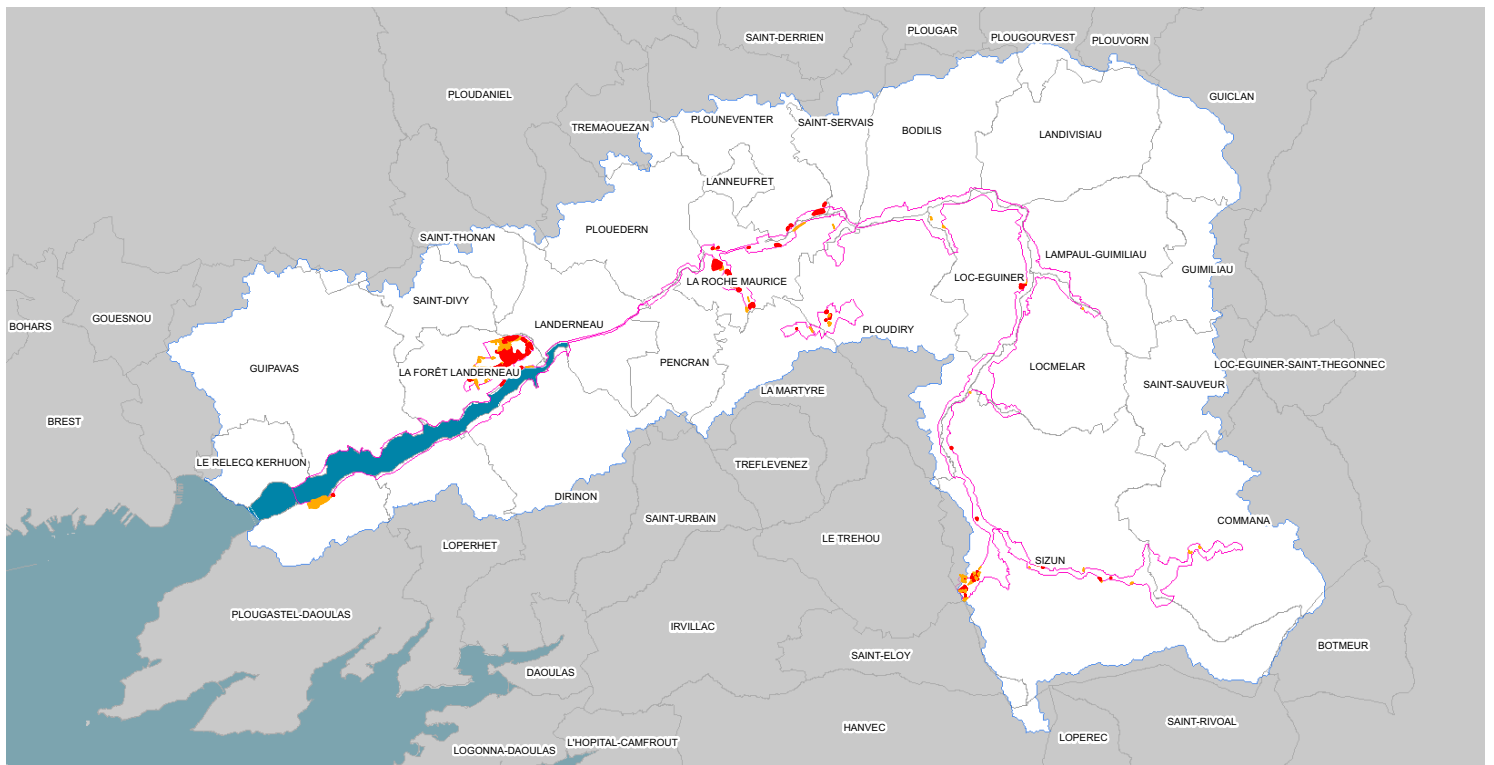 PLOUGAR
SAINT-DERRIEN
PLOUGOURVEST
PLOUVORN
PLOUDANIEL
GUICLAN
PLOUNEVENTER
SAINT-SERVAIS
TREMAOUEZAN
BODILIS
LANDIVISIAU
LANNEUFRET
PLOUEDERN
SAINT-THONAN
LAMPAUL-GUIMILIAU
GUIMILIAU
LA ROCHE MAURICE
LOC-EGUINER
SAINT-DIVY
GOUESNOU
BOHARS
LANDERNEAU
PLOUDIRY
PENCRAN
GUIPAVAS
LA FORÊT LANDERNEAU
LOCMELAR
LOC-EGUINER-SAINT-THEGONNEC
SAINT-SAUVEUR
LA MARTYRE
BREST
LE RELECQ KERHUON
TREFLEVENEZ
DIRINON
SAINT-URBAIN
COMMANA
LE TREHOU
LOPERHET
SIZUN
PLOUGASTEL-DAOULAS
IRVILLAC
BOTMEUR
SAINT-ELOY
DAOULAS
SAINT-RIVOAL
HANVEC
LOPEREC
L'HOPITAL-CAMFROUT
LOGONNA-DAOULAS